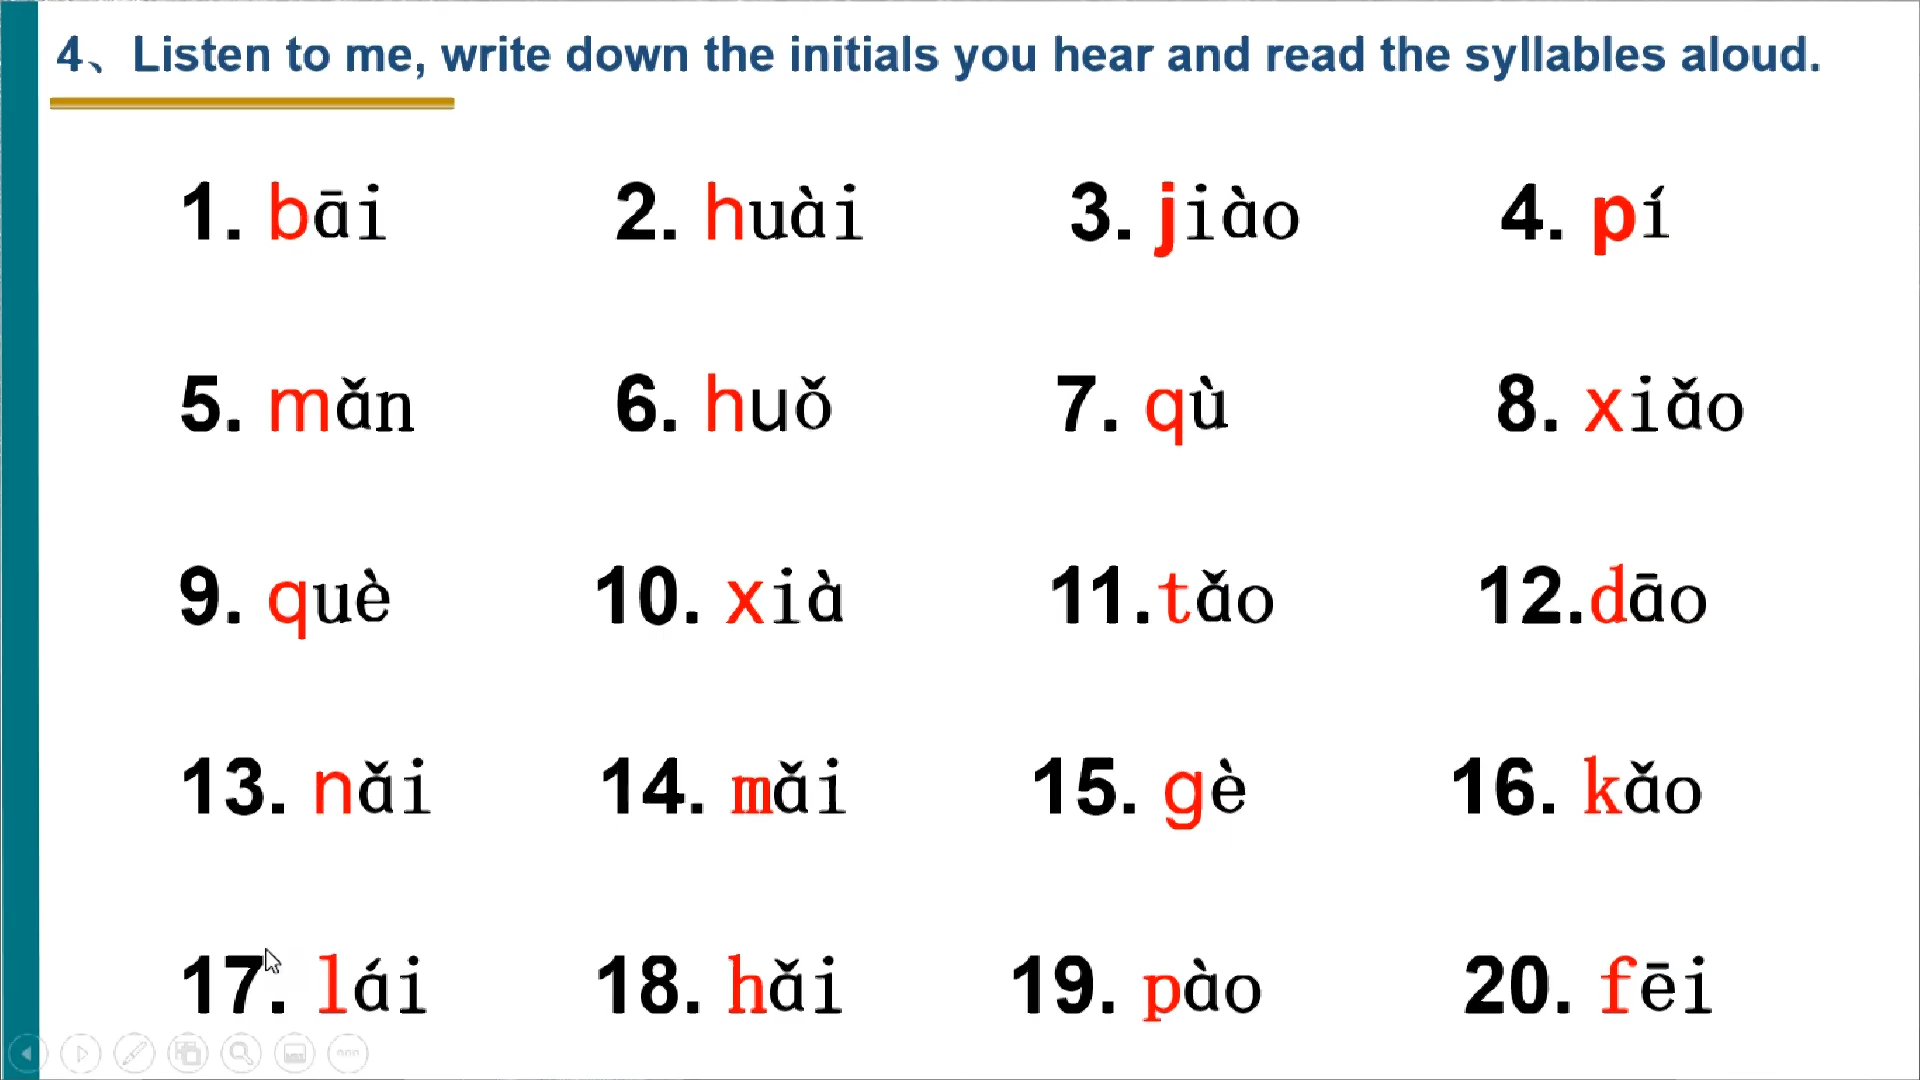 4、Listen to me, write down the initials you hear and read the syllables aloud.
1. bāi 2. huài 3. jiào 4. pí
5. mǎn 6. huǒ 7. qù 8. xiǎo
9. què 10. xià 11.tǎo 12.dāo
13. nǎi 14. mǎi 15. gè 16. kǎo
17. lái 18. hǎi 19. pào 20. fēi